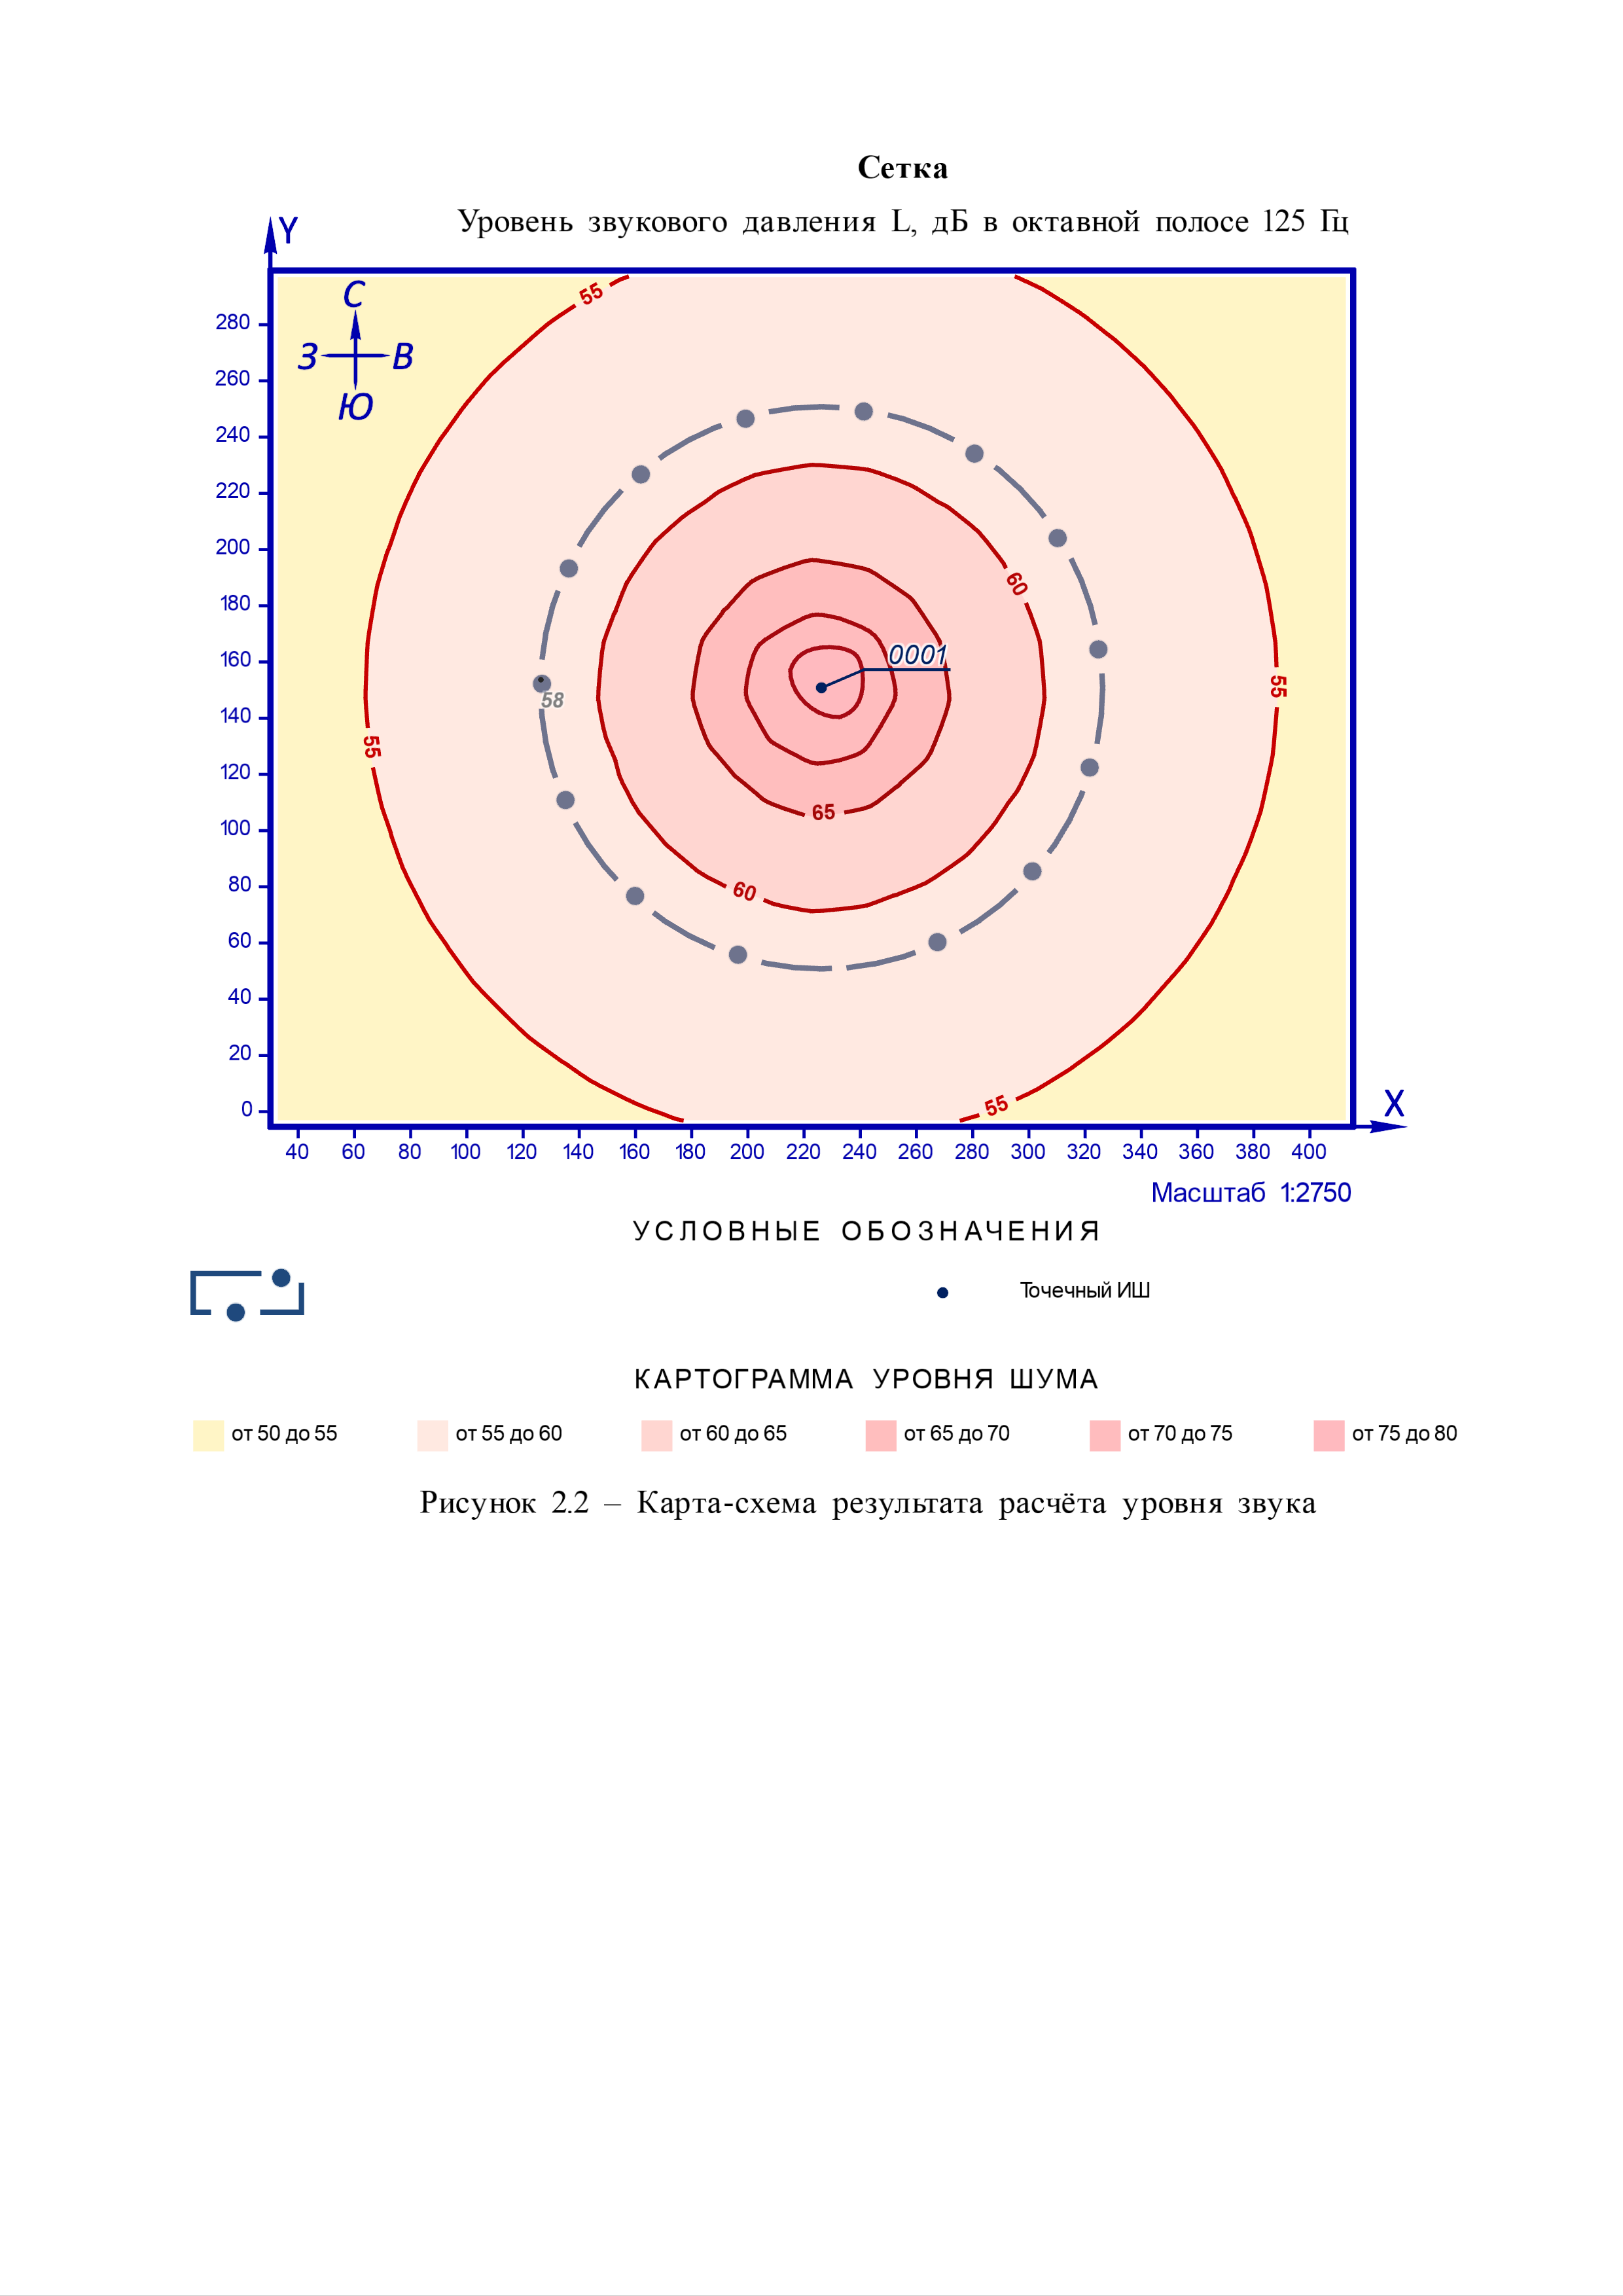 Сетка
Уровень звукового давления L, дБ в октавной полосе 125 Гц
Y
С
З В
Ю
280
260
240
220
200
180
160
140
120
100
80
60
40
20
0
55
60
0001
58
55
55
65
60
55
X
40 60 80 100 120 140 160 180 200 220 240 260 280 300 320 340 360 380 400
Масштаб 1:2750
УСЛОВНЫЕ ОБОЗНАЧЕНИЯ
Точечный ИШ
КАРТОГРАММА УРОВНЯ ШУМА
от 50 до 55 от 55 до 60 от 60 до 65 от 65 до 70 от 70 до 75 от 75 до 80
Рисунок 2.2 – Карта-схема результата расчёта уровня звука